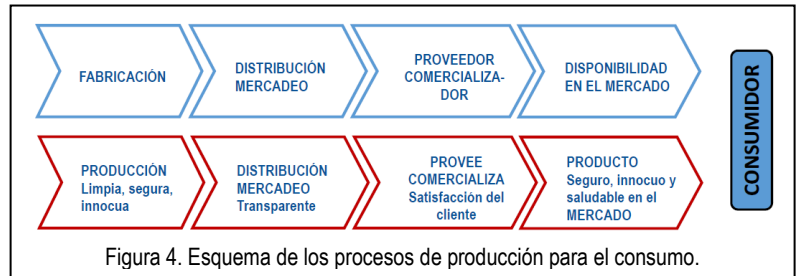 FABRICACIÓN
DISTRIBUCIÓN
MERCADEO
PROVEEDOR
COMERCIALIZA-
DOR
DISPONIBILIDAD
EN EL MERCADO
PRODUCCIÓN
Limpia, segura,
innocua
DISTRIBUCIÓN
MERCADEO
Transparente
PROVEE
COMERCIALIZA
Satisfacción del
cliente
PRODUCTO
Seguro, innocuo y
saludable en el
MERCADO
CONSUMIDOR
Figura 4. Esquema de los procesos de producción para el consumo.